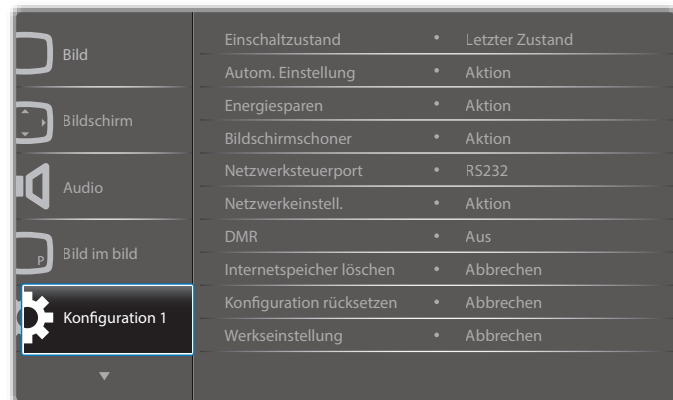 Bild
Bildschirm
Audio
P
Bild im bild
Konfiguration 1
Einschaltzustand • Letzter Zustand
Autom. Einstellung • Aktion
Energiesparen • Aktion
Bildschirmschoner • Aktion
Netzwerksteuerport • RS232
Netzwerkeinstell. • Aktion
DMR • Aus
Internetspeicher löschen • Abbrechen
Konfiguration rücksetzen • Abbrechen
Werkseinstellung • Abbrechen